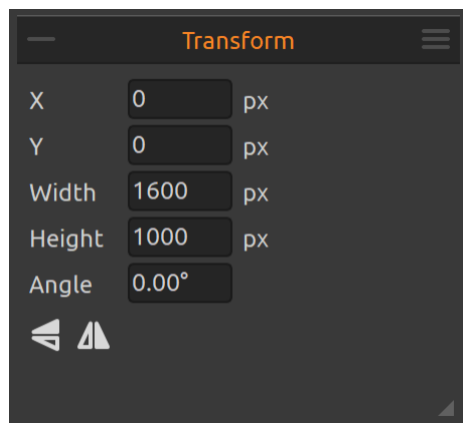 Transform
X 0 px
Y 0 px
Width 1600 px
Height 1000 px
Angle 0.00°